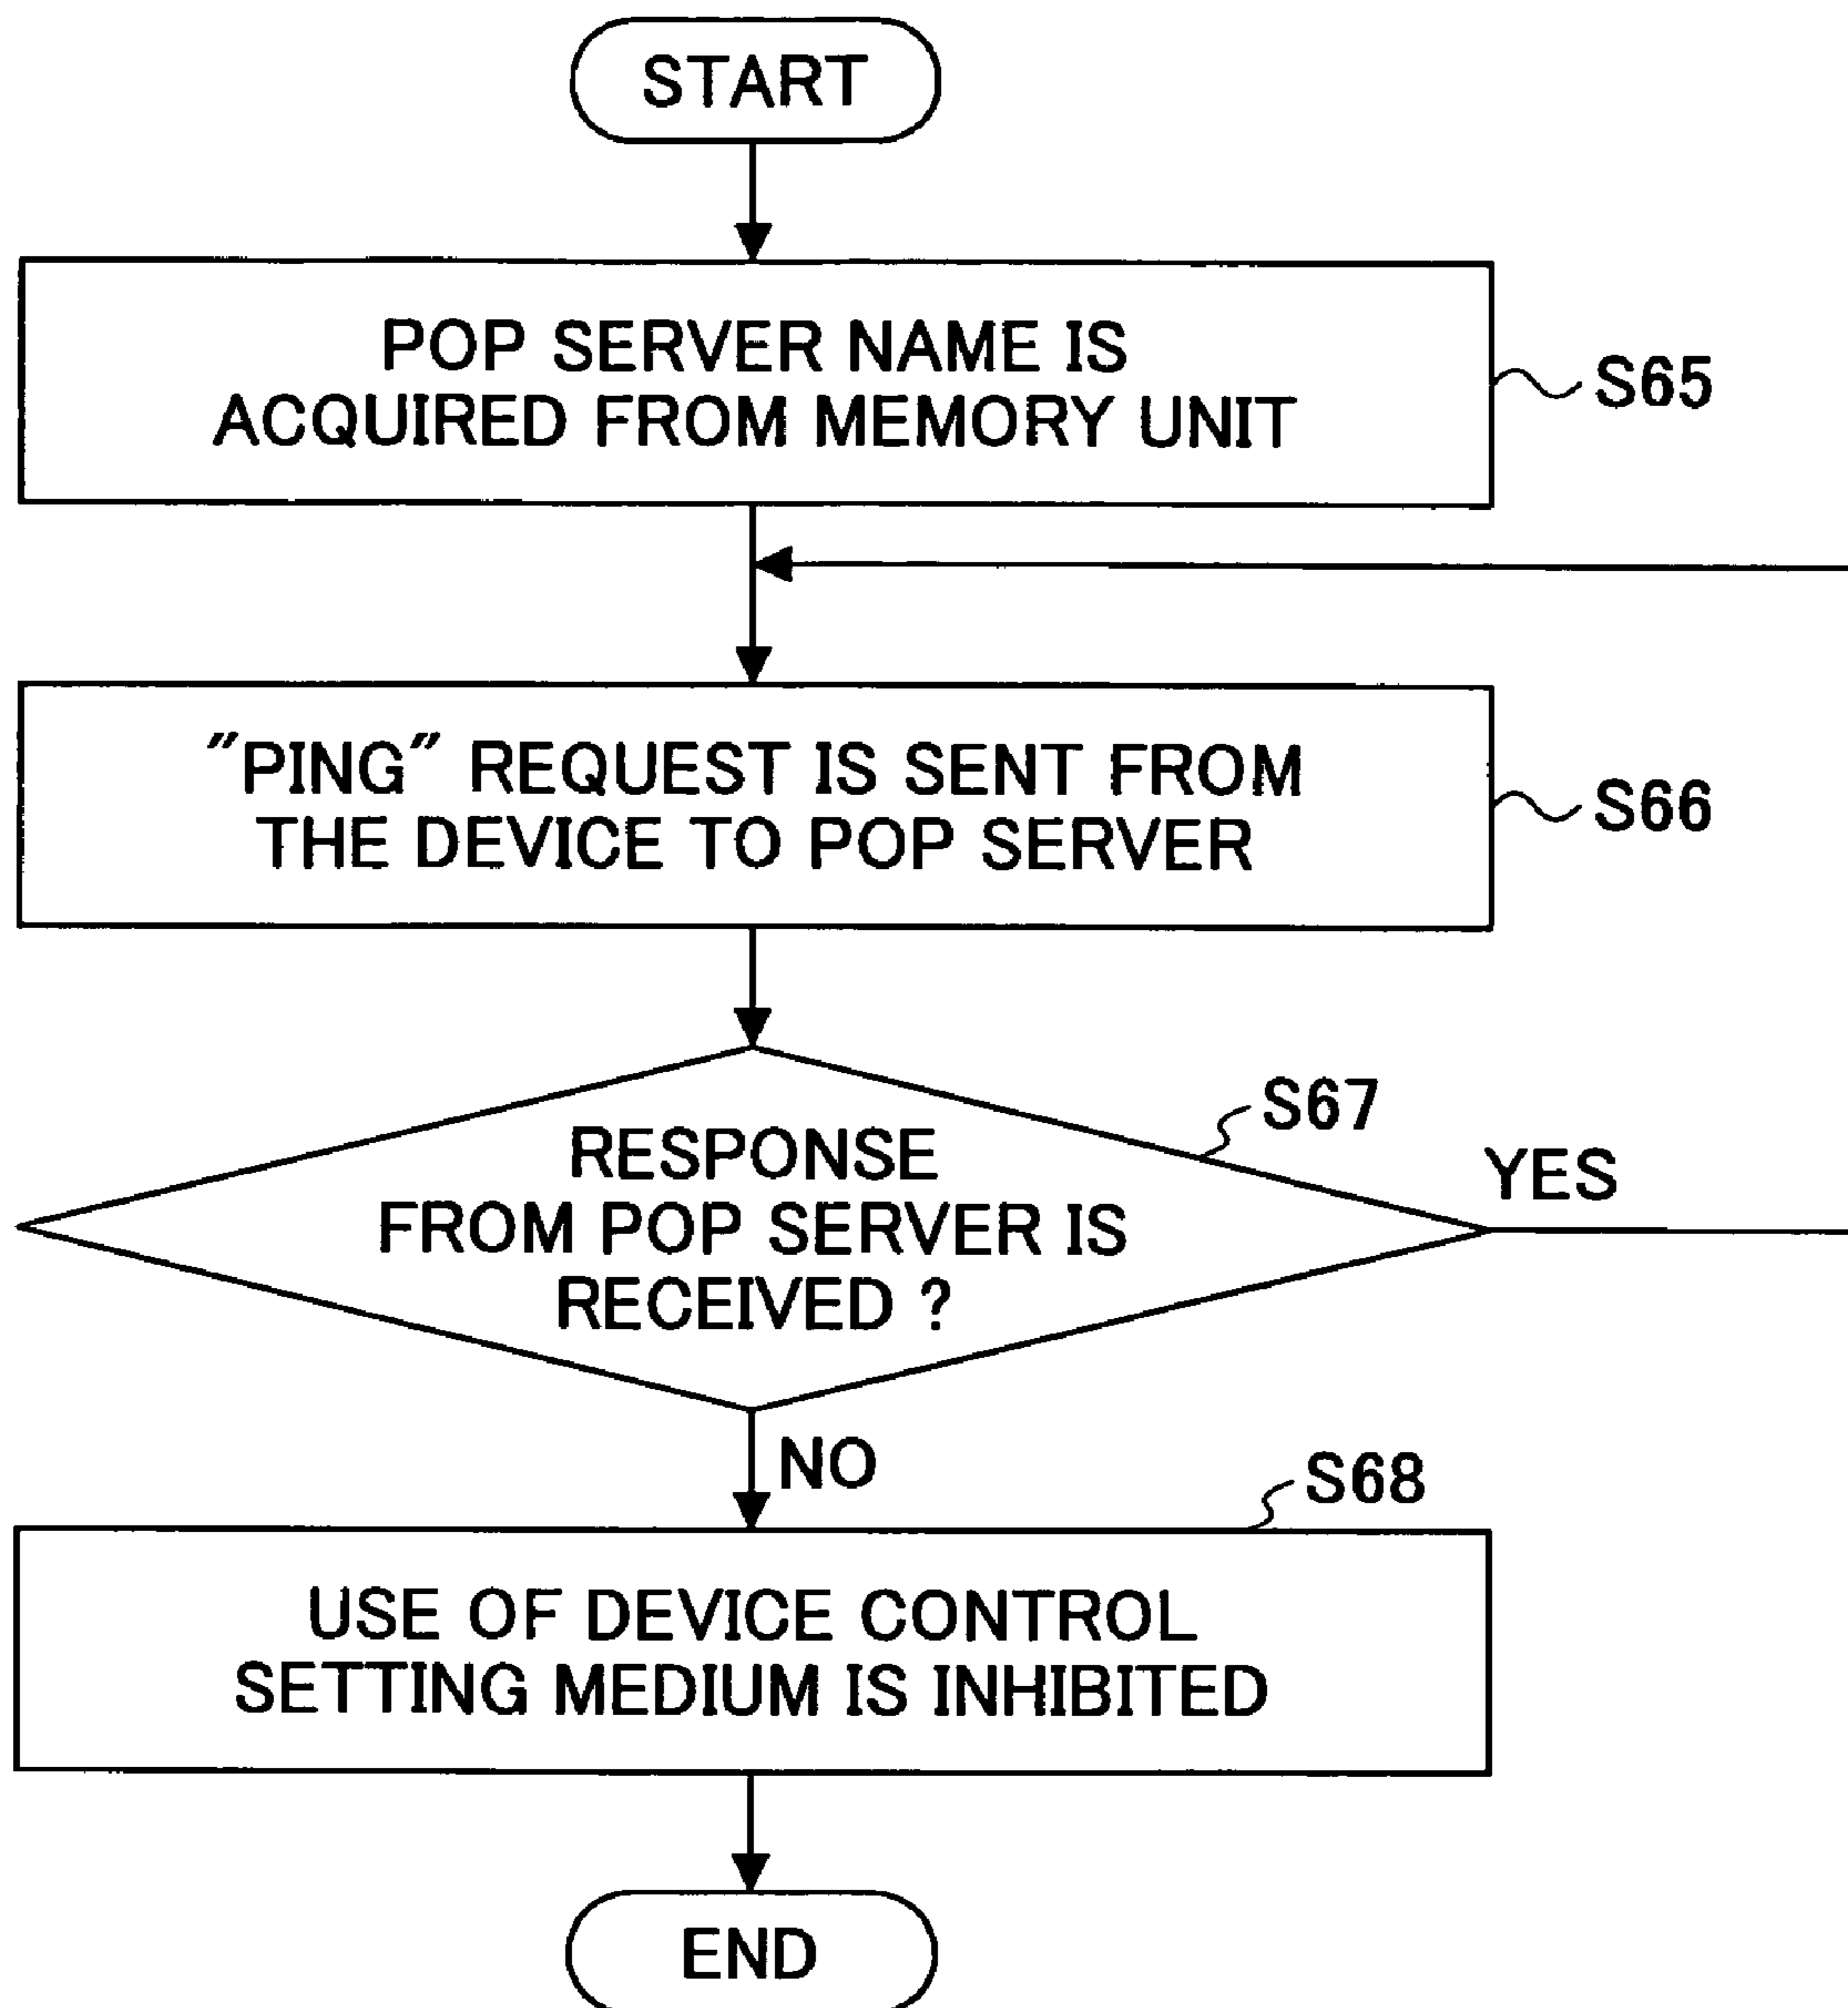 START
POP SERVER NAME IS
ACQUIRED FROM MEMORY UNIT
S65
"PING" REQUEST IS SENT FROM
THE DEVICE TO POP SERVER
S66
S67
RESPONSE
FROM POP SERVER IS
RECEIVED ?
YES
NO
S68
USE OF DEVICE CONTROL
SETTING MEDIUM IS INHIBITED
END